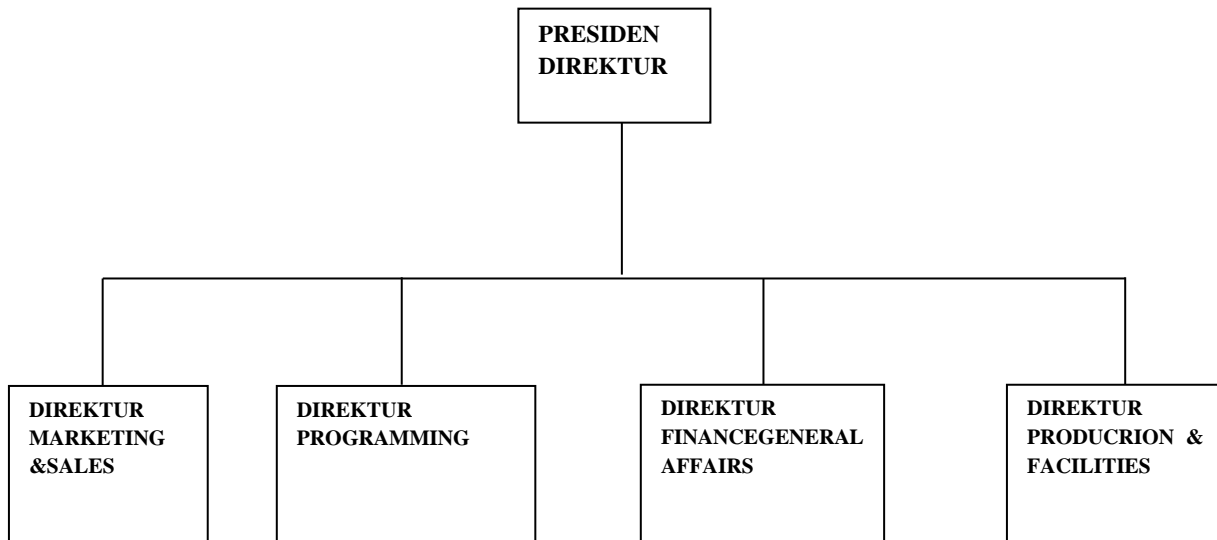 PRESIDEN
DIREKTUR
DIREKTUR
MARKETING
&SALES
DIREKTUR
PROGRAMMING
DIREKTUR
FINANCEGENERAL
AFFAIRS
DIREKTUR
PRODUCRION &
FACILITIES